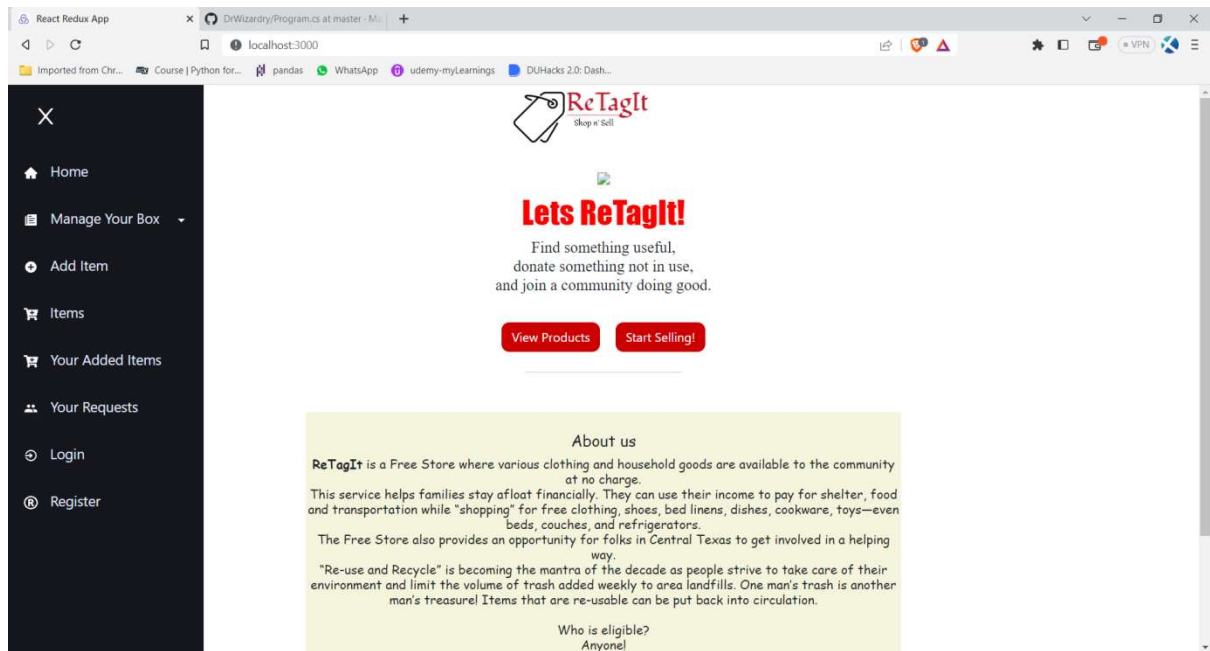 React Redux App
DrWizardry/Program.cs at master · Ma
localhost:3000
VPN
Imported from Chr...
Course | Python for...
pandas
WhatsApp
udemy-myLearnings
DUHacks 2.0: Dash...
X
Home
Manage Your Box
Add Item
Items
Your Added Items
Your Requests
Login
Register
ReTagIt
Shop n' Sell
Lets ReTagIt!
Find something useful,
donate something not in use,
and join a community doing good.
View Products
Start Selling!
About us
ReTagIt is a Free Store where various clothing and household goods are available to the community
at no charge.
This service helps families stay afloat financially. They can use their income to pay for shelter, food
and transportation while “shopping” for free clothing, shoes, bed linens, dishes, cookware, toys—even
beds, couches, and refrigerators.
The Free Store also provides an opportunity for folks in Central Texas to get involved in a helping
way.
“Re-use and Recycle” is becoming the mantra of the decade as people strive to take care of their
environment and limit the volume of trash added weekly to area landfills. One man’s trash is another
man’s treasure! Items that are re-usable can be put back into circulation.
Who is eligible?
Anyone!